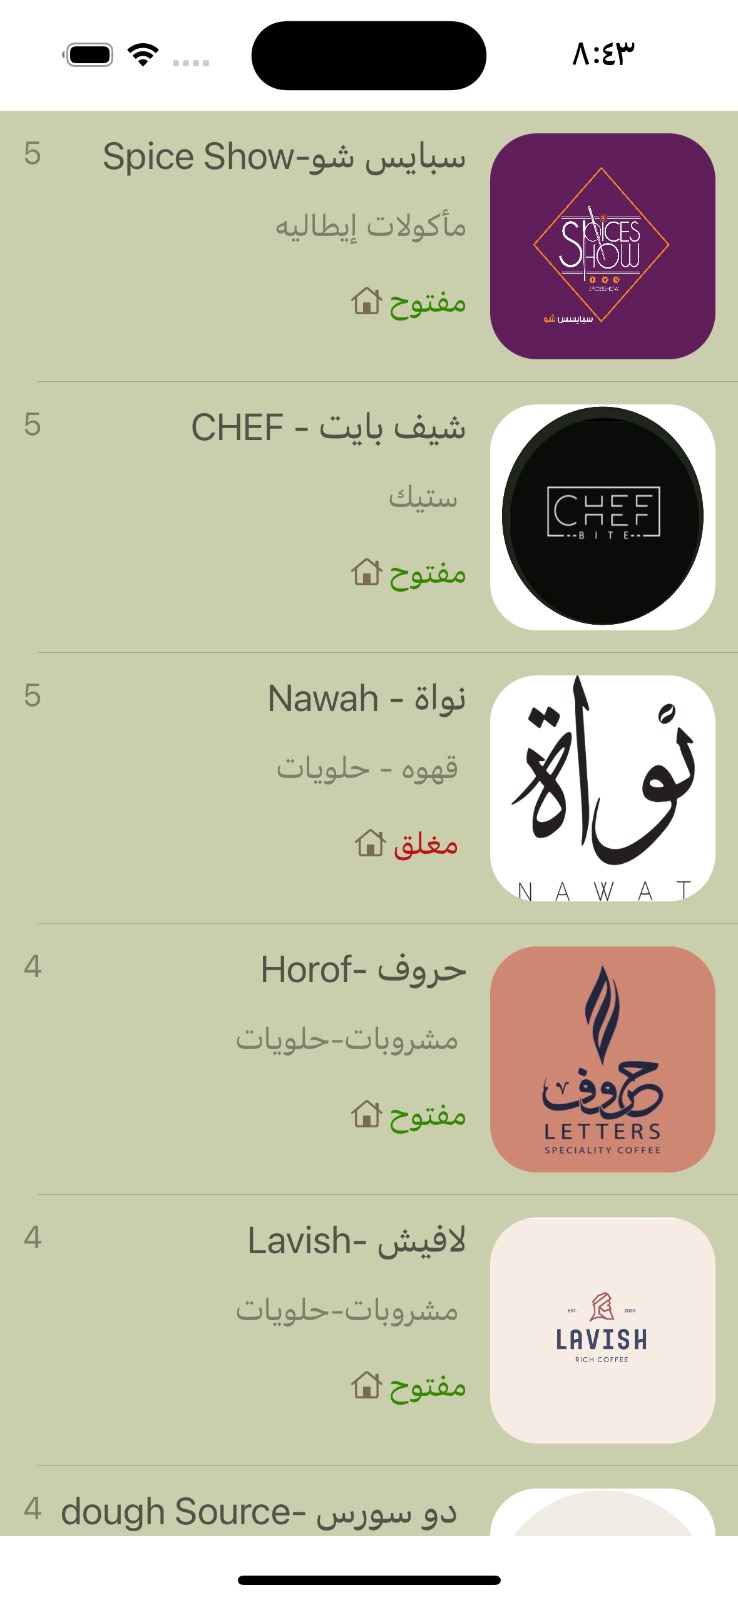 ٨:٤٣
سبايس شو-Spice Show
5
مأكولات إيطاليه
مفتوح
SPICES
SHOW
SPICESSHOW
سبايسس شو
شيف بايت - CHEF
5
ستيك
مفتوح
CHEF
BITE
نواة - Nawah
5
قهوه - حلويات
مغلق
نواة
NAWAT
حروف -Horof
4
مشروبات-حلويات
مفتوح
حروف
LETTERS
SPECIALITY COFFEE
لافيش -Lavish
4
مشروبات-حلويات
مفتوح
EST. 2020
LAVISH
RICH COFFEE
دو سورس -dough Source
4